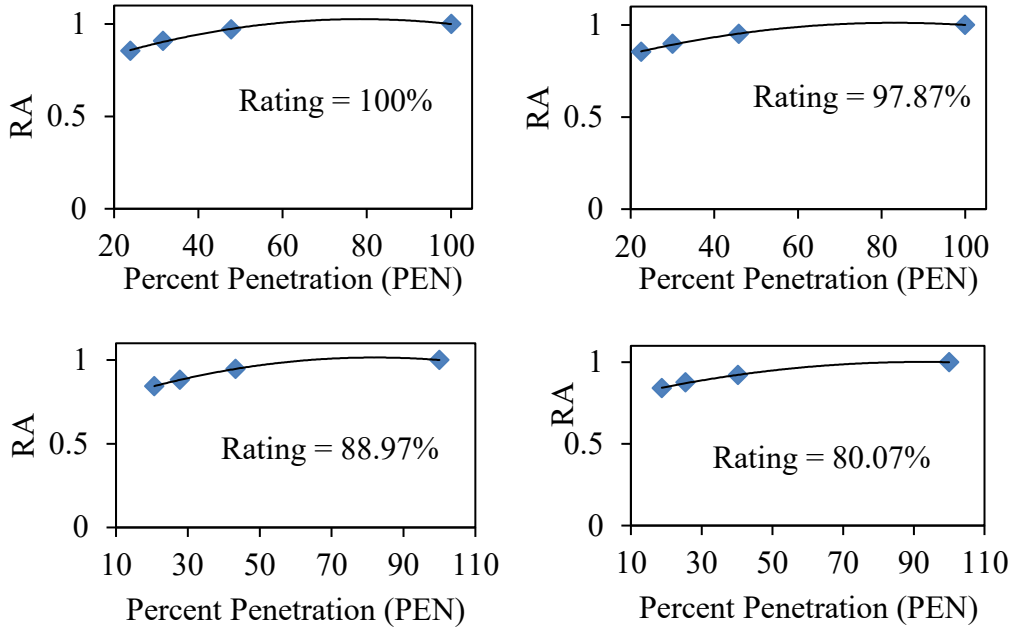 1
0.5
0
RA
Rating = 100%
20 40 60 80 100
Percent Penetration (PEN)
1
0.5
0
RA
Rating = 97.87%
20 40 60 80 100
Percent Penetration (PEN)
1
0.5
0
RA
Rating = 88.97%
10 30 50 70 90 110
Percent Penetration (PEN)
1
0.5
0
RA
Rating = 80.07%
10 30 50 70 90 110
Percent Penetration (PEN)